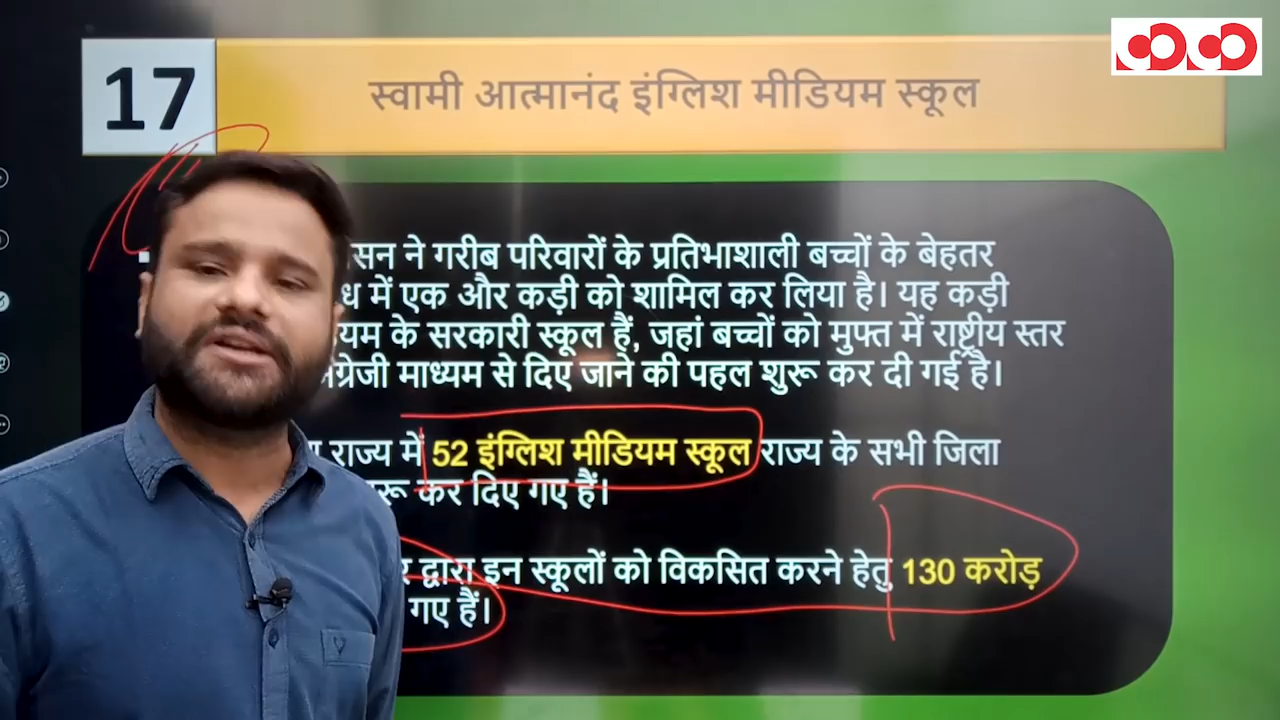 17
स्वामी आत्मानंद इंग्लिश मीडियम स्कूल
सन ने गरीब परिवारों के प्रतिभाशाली बच्चों के बेहतर
में एक और कड़ी को शामिल कर लिया है। यह कड़ी
यम के सरकारी स्कूल हैं, जहां बच्चों को मुफ्त में राष्ट्रीय स्तर
ग्रेजी माध्यम से दिए जाने की पहल शुरू कर दी गई है।
राज्य में 52 इंग्लिश मीडियम स्कूल राज्य के सभी जिला
रू कर दिए गए हैं।
र द्वारा इन स्कूलों को विकसित करने हेतु 130 करोड़
गए हैं।